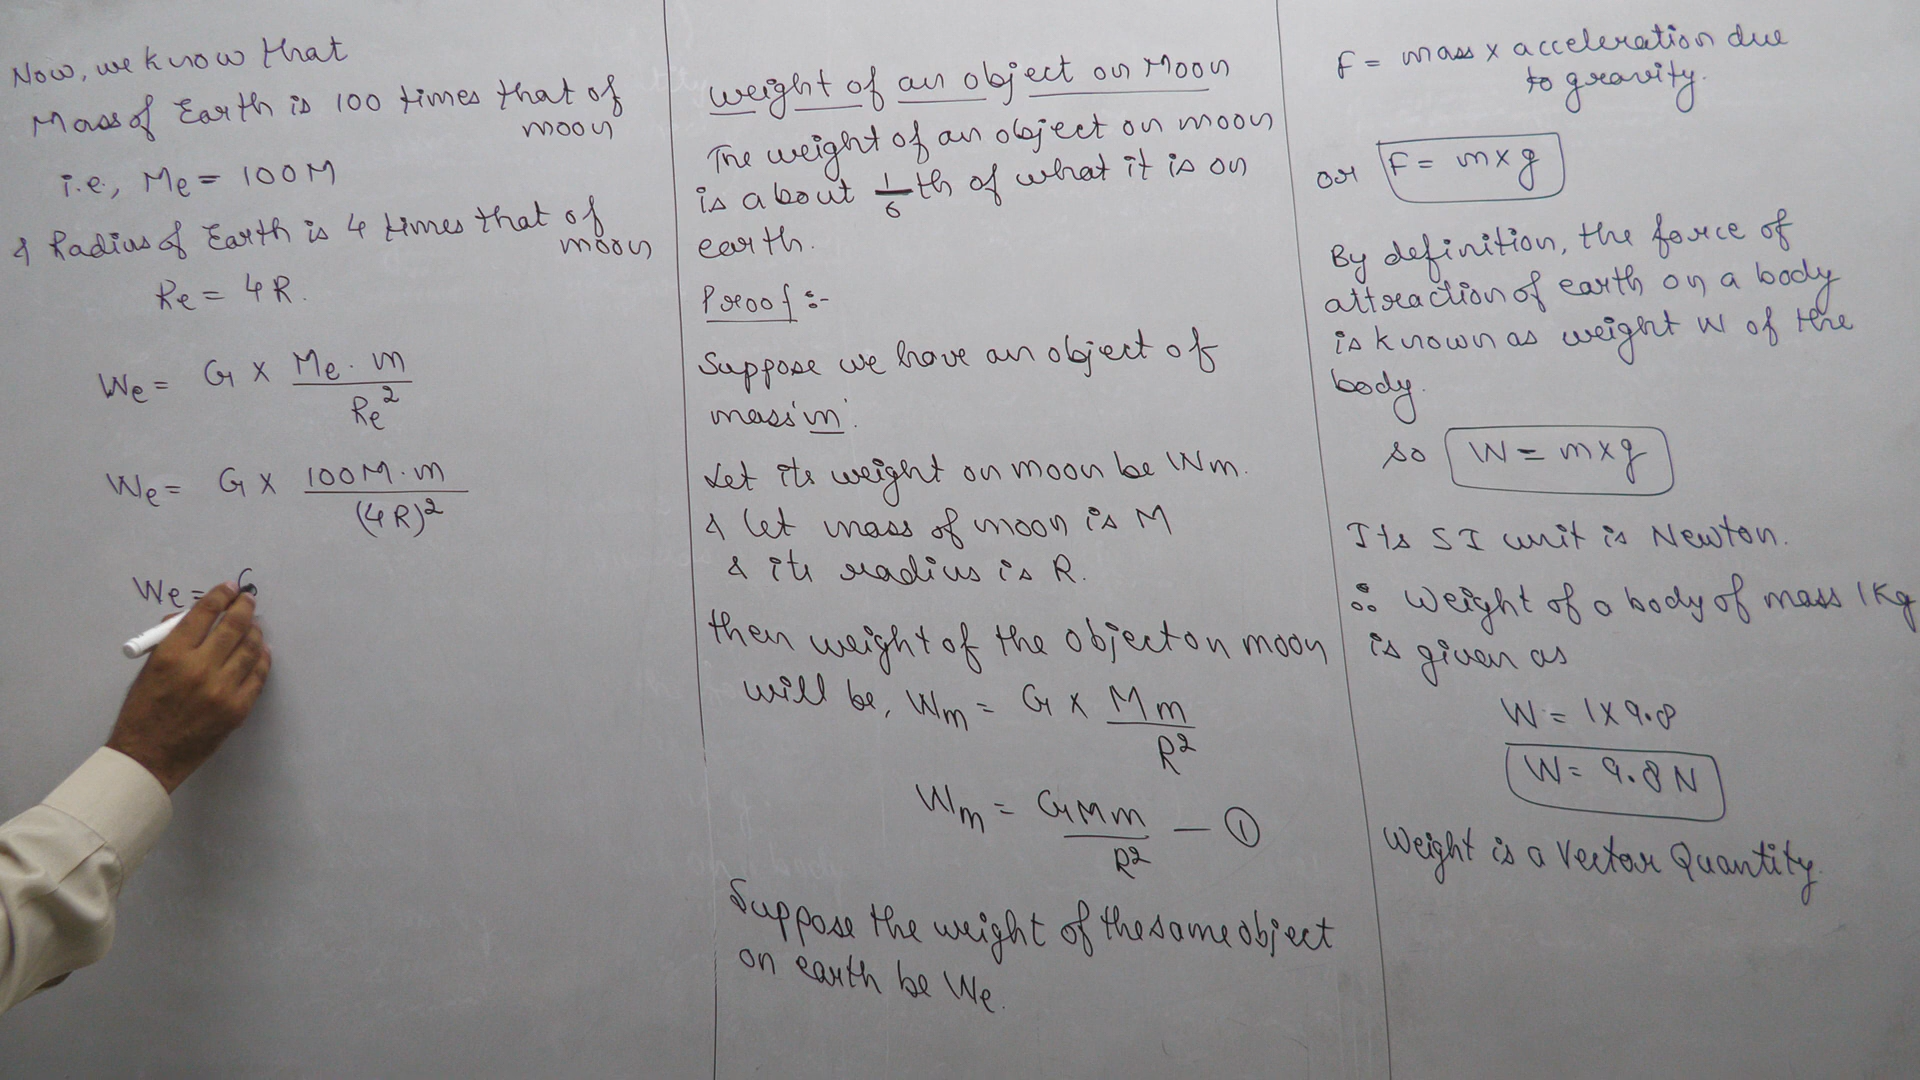 Now, we know that
Mass of Earth is 100 times that of
moon
i.e., Me = 100M
& Radius of Earth is 4 times that of
moon
Re = 4R.
We = G × Me . m / Re²
We = G × 100M . m / (4R)²
We = G
Weight of an object on Moon
The weight of an object on moon
is about 1/6 th of what it is on
earth.
Proof :-
Suppose we have an object of
mass 'm'.
Let its weight on moon be Wm.
& let mass of moon is M
& its radius is R.
then weight of the object on moon
will be, Wm = G × Mm / R²
Wm = GMm / R² — ①
Suppose the weight of the same object
on earth be We.
F = mass × acceleration due
to gravity.
or F = m×g
By definition, the force of
attraction of earth on a body
is known as weight W of the
body.
so W = m×g
Its SI unit is Newton.
∴ Weight of a body of mass 1Kg
is given as
W = 1×9.8
W = 9.8N
Weight is a Vector Quantity.